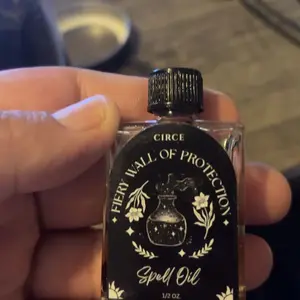 CIRCE
FIERY WALL OF PROTECTION
Spell Oil
1/2 OZ